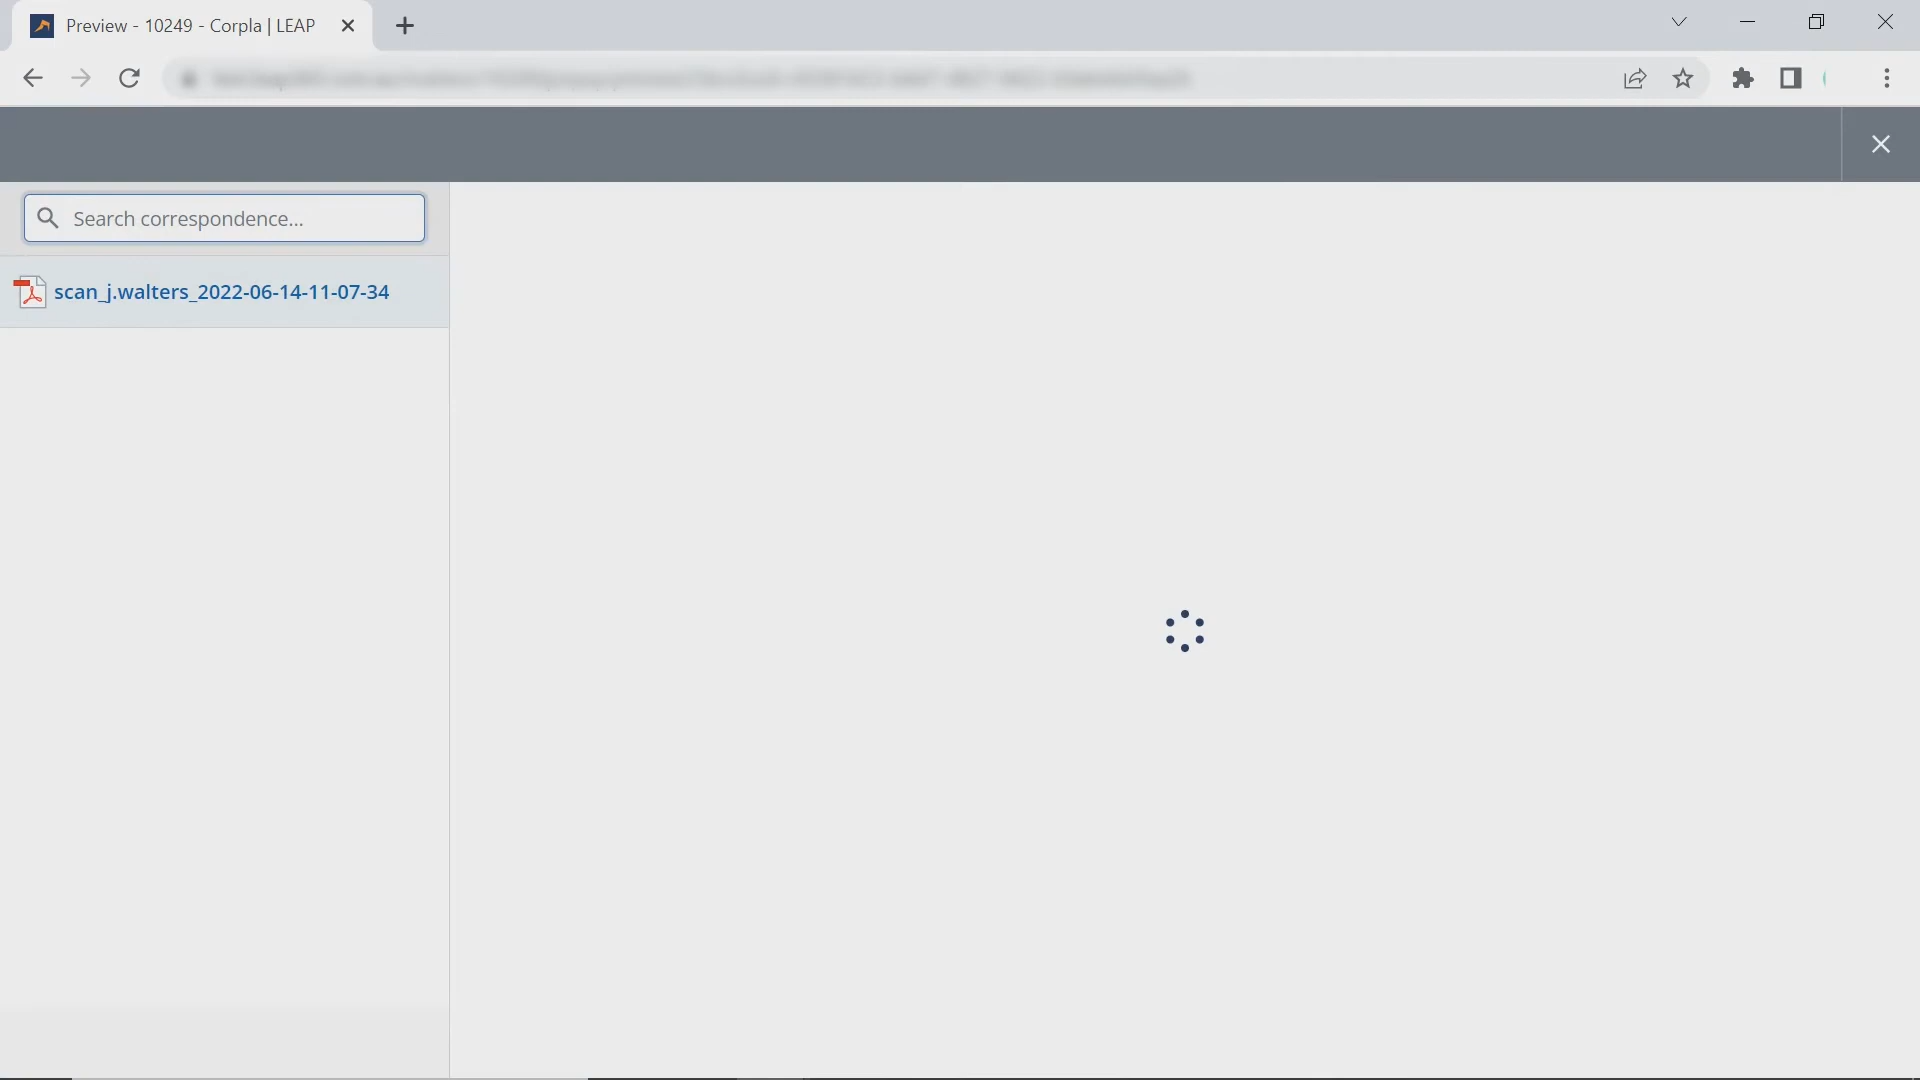 Preview - 10249 - Corpla | LEAP
Search correspondence...
scan_j.walters_2022-06-14-11-07-34